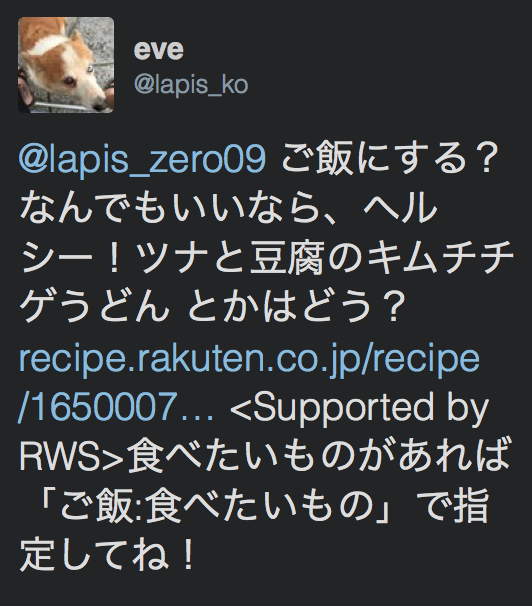 eve
@lapis_ko
@lapis_zero09 ご飯にする？
なんでもいいなら、ヘル
シー！ツナと豆腐のキムチチ
ゲうどん とかはどう？
recipe.rakuten.co.jp/recipe
/1650007… <Supported by
RWS>食べたいものがあれば
「ご飯:食べたいもの」で指
定してね！